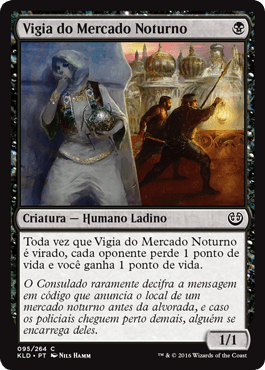 Vigia do Mercado Noturno
Criatura — Humano Ladino
Toda vez que Vigia do Mercado Noturno
é virado, cada oponente perde 1 ponto de
vida e você ganha 1 ponto de vida.
O Consulado raramente decifra a mensagem
em código que anuncia o local de um
mercado noturno antes da alvorada, e caso
os policiais cheguem perto demais, alguém se
encarrega deles.
1/1
095/264 C
KLD • PT NILS HAMM
™ & © 2016 Wizards of the Coast